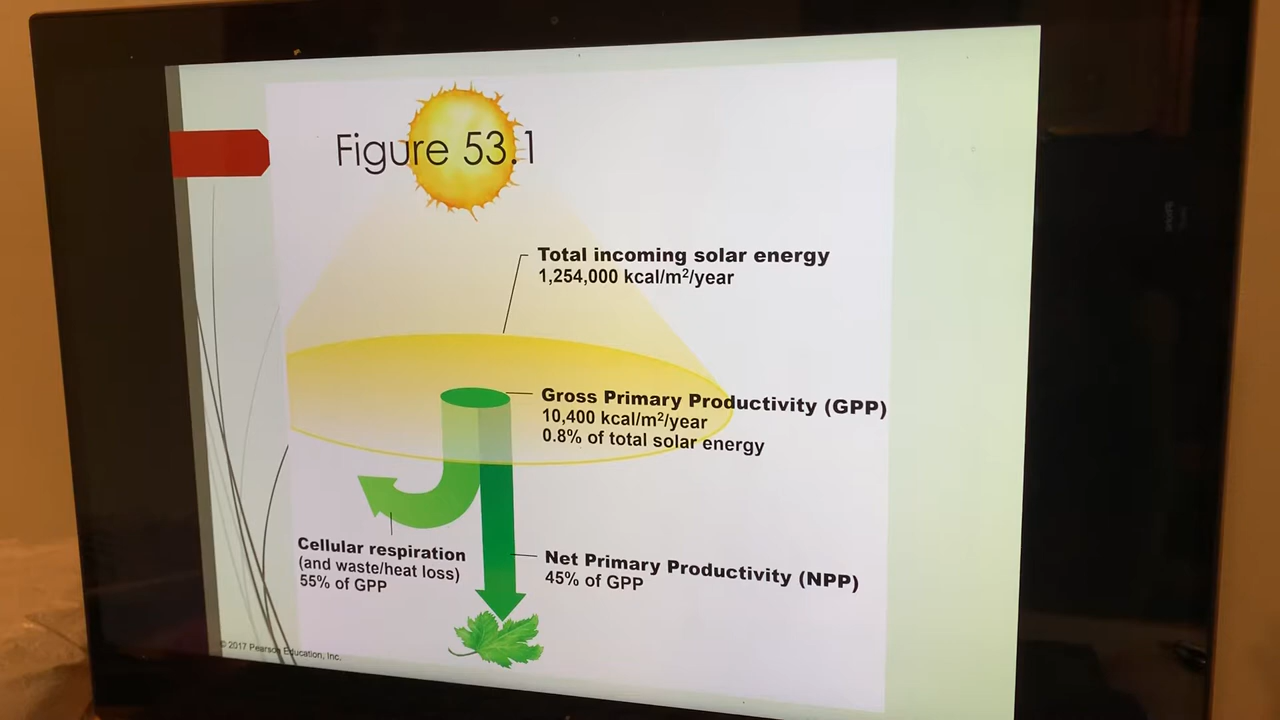 Figure 53.1
Total incoming solar energy
1,254,000 kcal/m²/year
Gross Primary Productivity (GPP)
10,400 kcal/m²/year
0.8% of total solar energy
Cellular respiration
(and waste/heat loss)
55% of GPP
Net Primary Productivity (NPP)
45% of GPP
© 2017 Pearson Education, Inc.